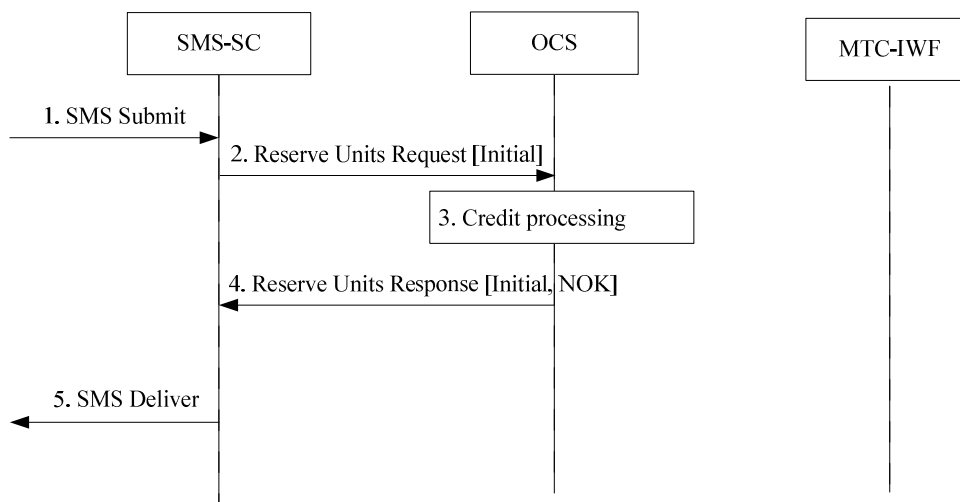 SMS-SC
OCS
MTC-IWF
1. SMS Submit
2. Reserve Units Request [Initial]
3. Credit processing
4. Reserve Units Response [Initial, NOK]
5. SMS Deliver